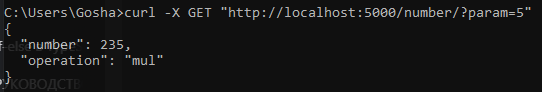 C:\Users\Gosha>curl -X GET "http://localhost:5000/number/?param=5"
{
"number": 235,
"operation": "mul"
}